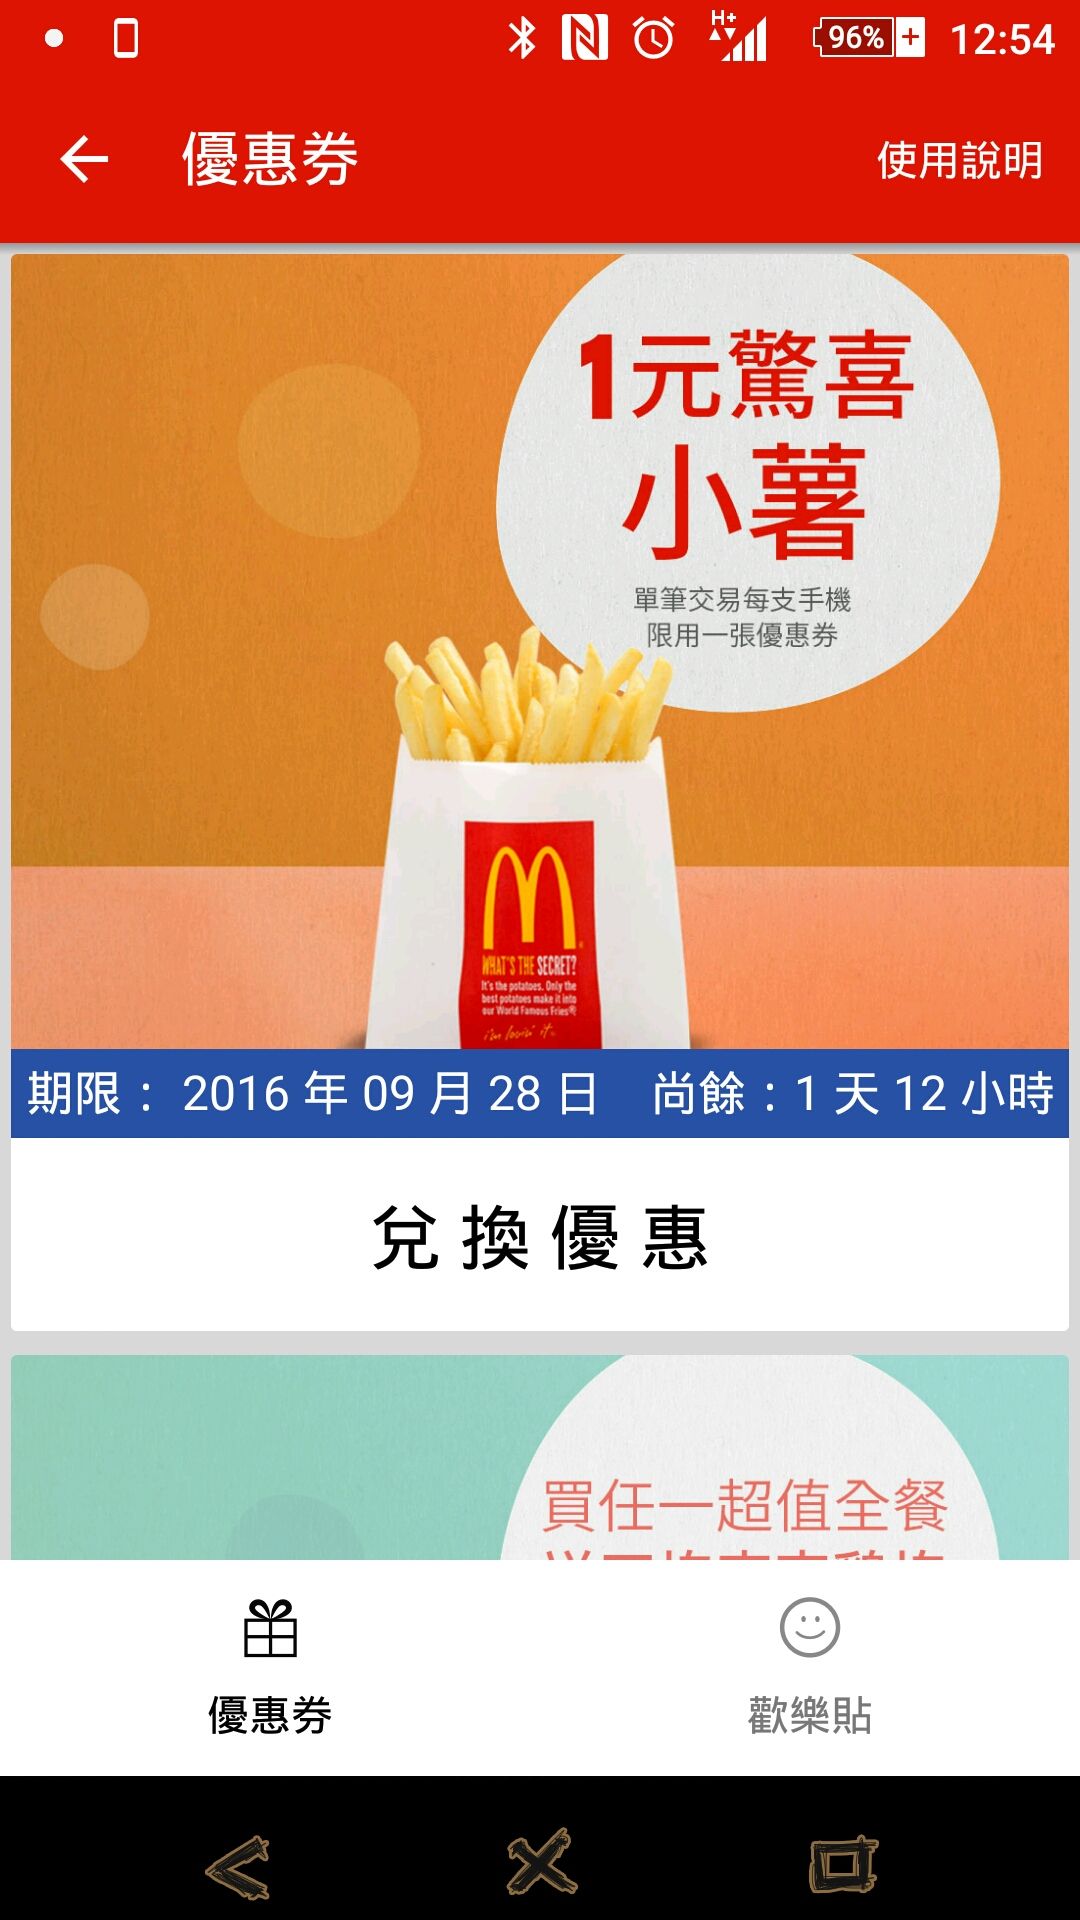 H+
96%
12:54
優惠券
使用說明
1元驚喜
小薯
單筆交易每支手機
限用一張優惠券
WHAT'S THE SECRET?
It's the potatoes. Only the
best potatoes make it into
our World Famous Fries®
i'm lovin' it.
期限： 2016 年 09 月 28 日 尚餘：1 天 12 小時
兌換優惠
買任一超值全餐
優惠券
歡樂貼